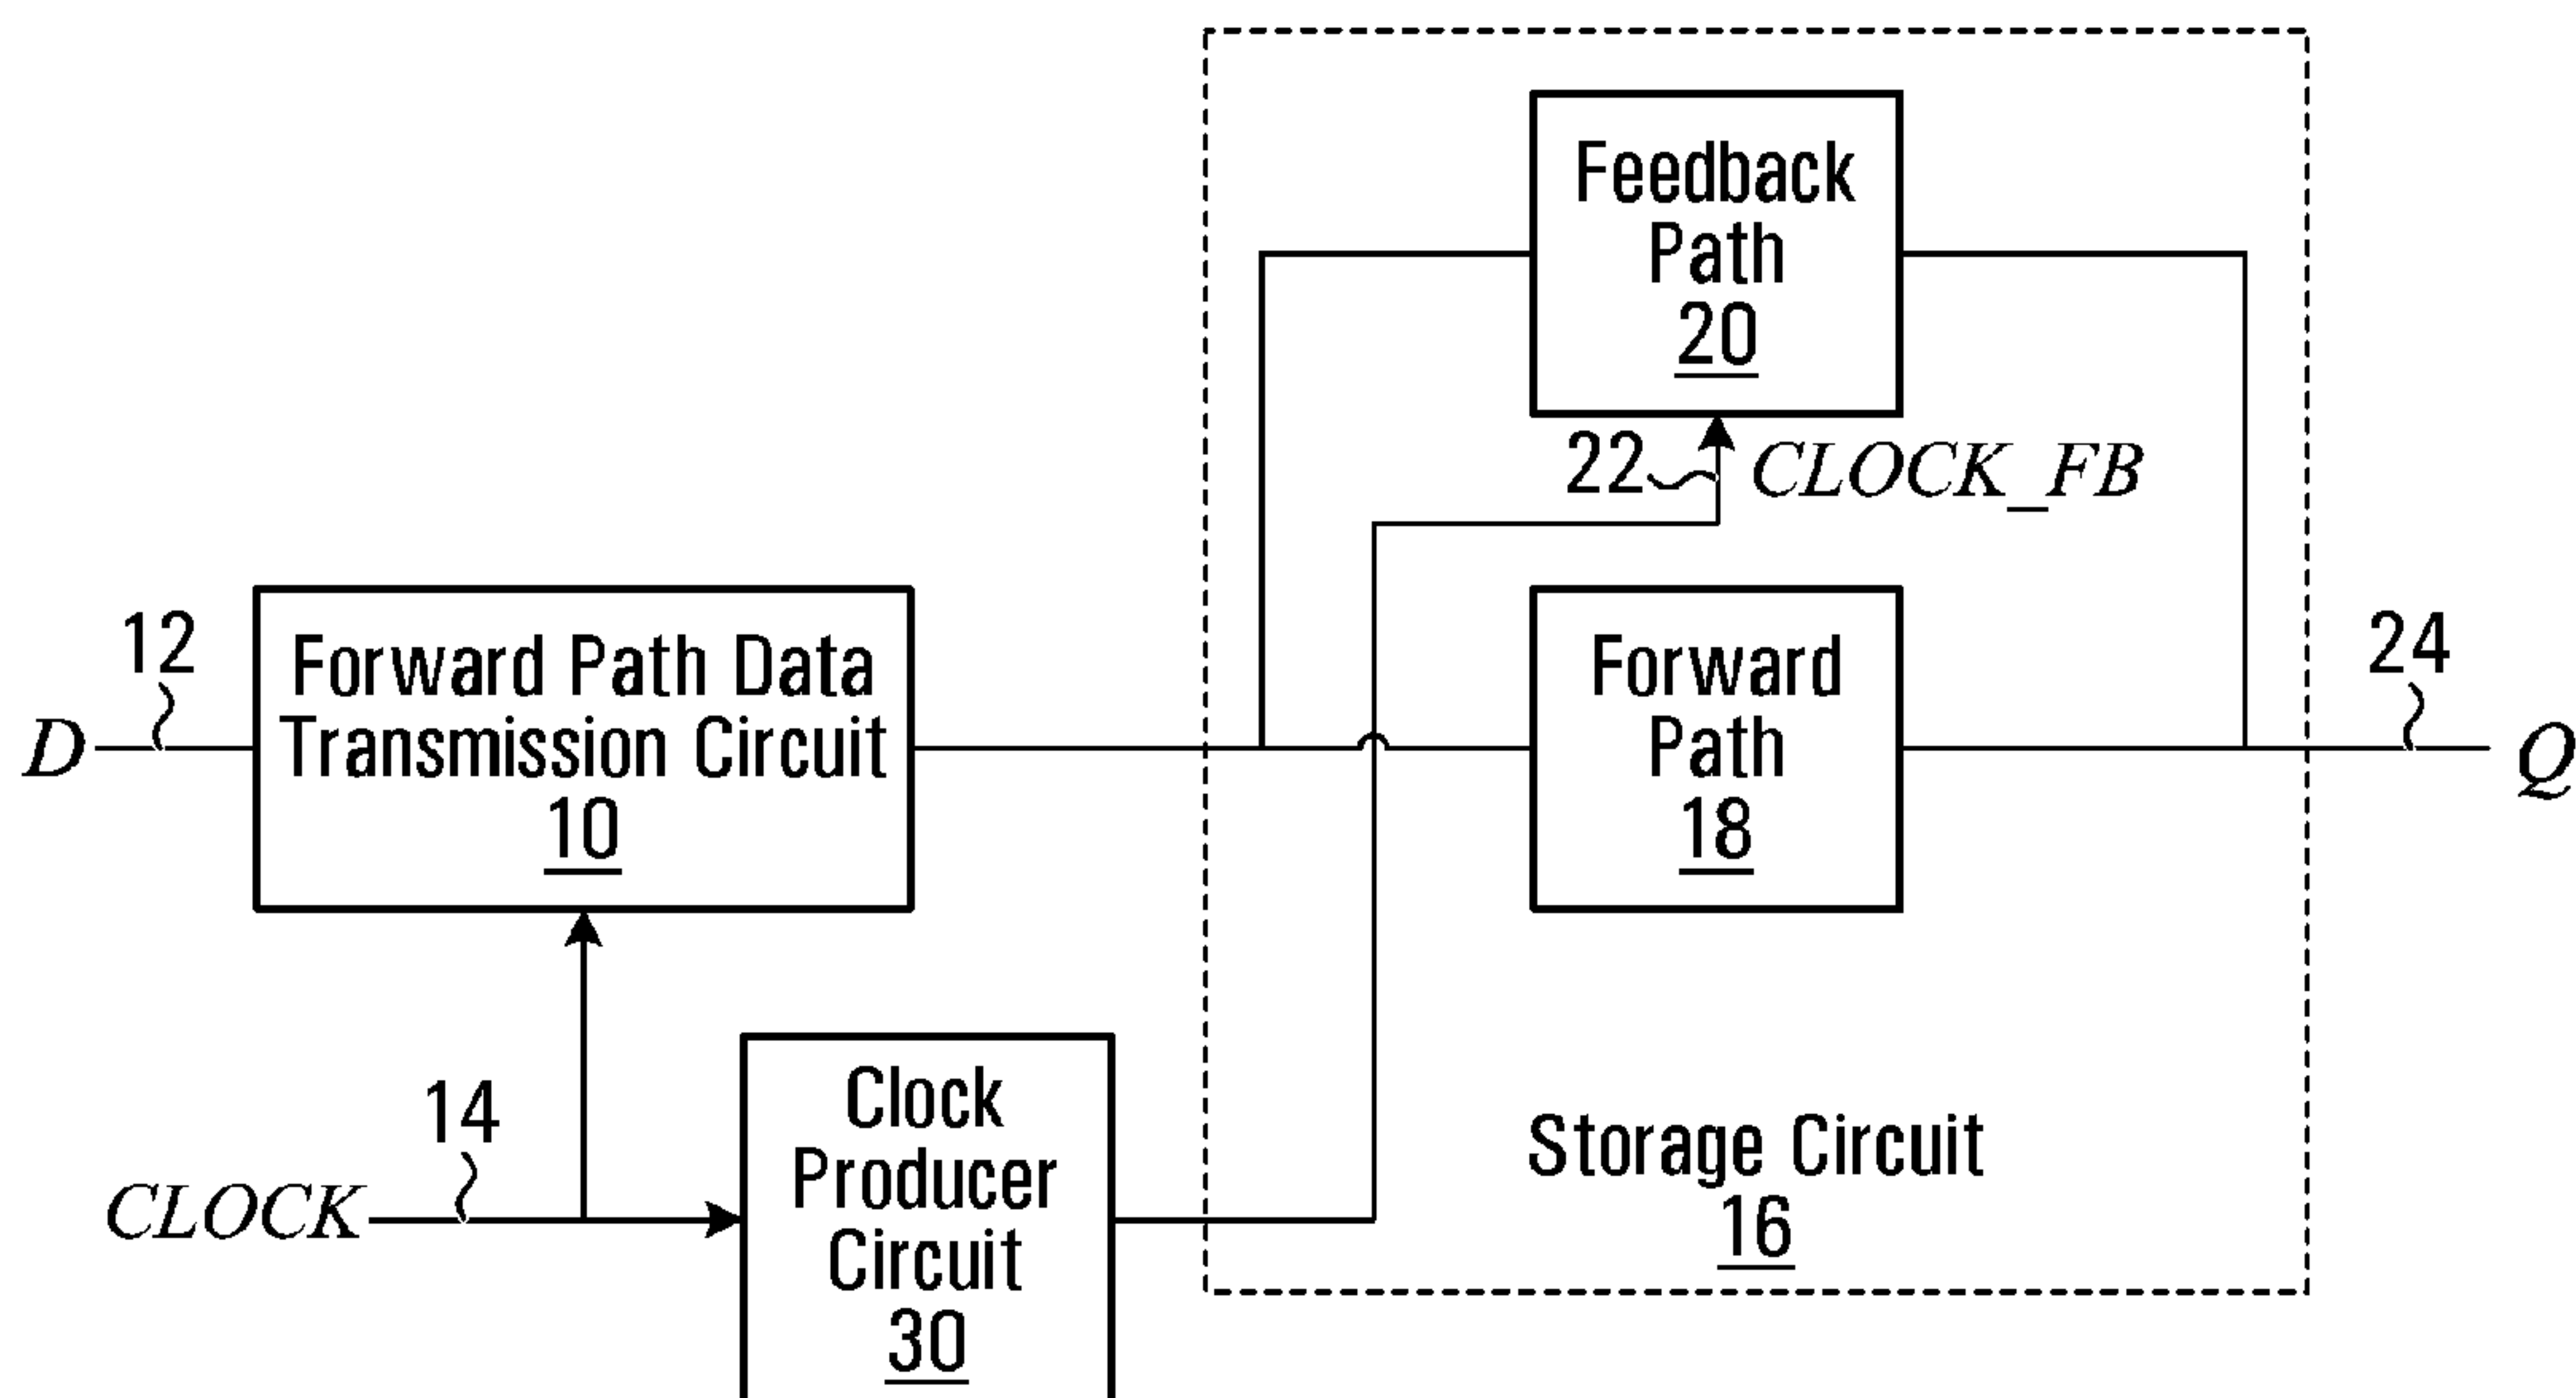 Feedback
Path
20
22
CLOCK_FB
12
D
Forward Path Data
Transmission Circuit
10
Forward
Path
18
24
Q
14
CLOCK
Clock
Producer
Circuit
30
Storage Circuit
16